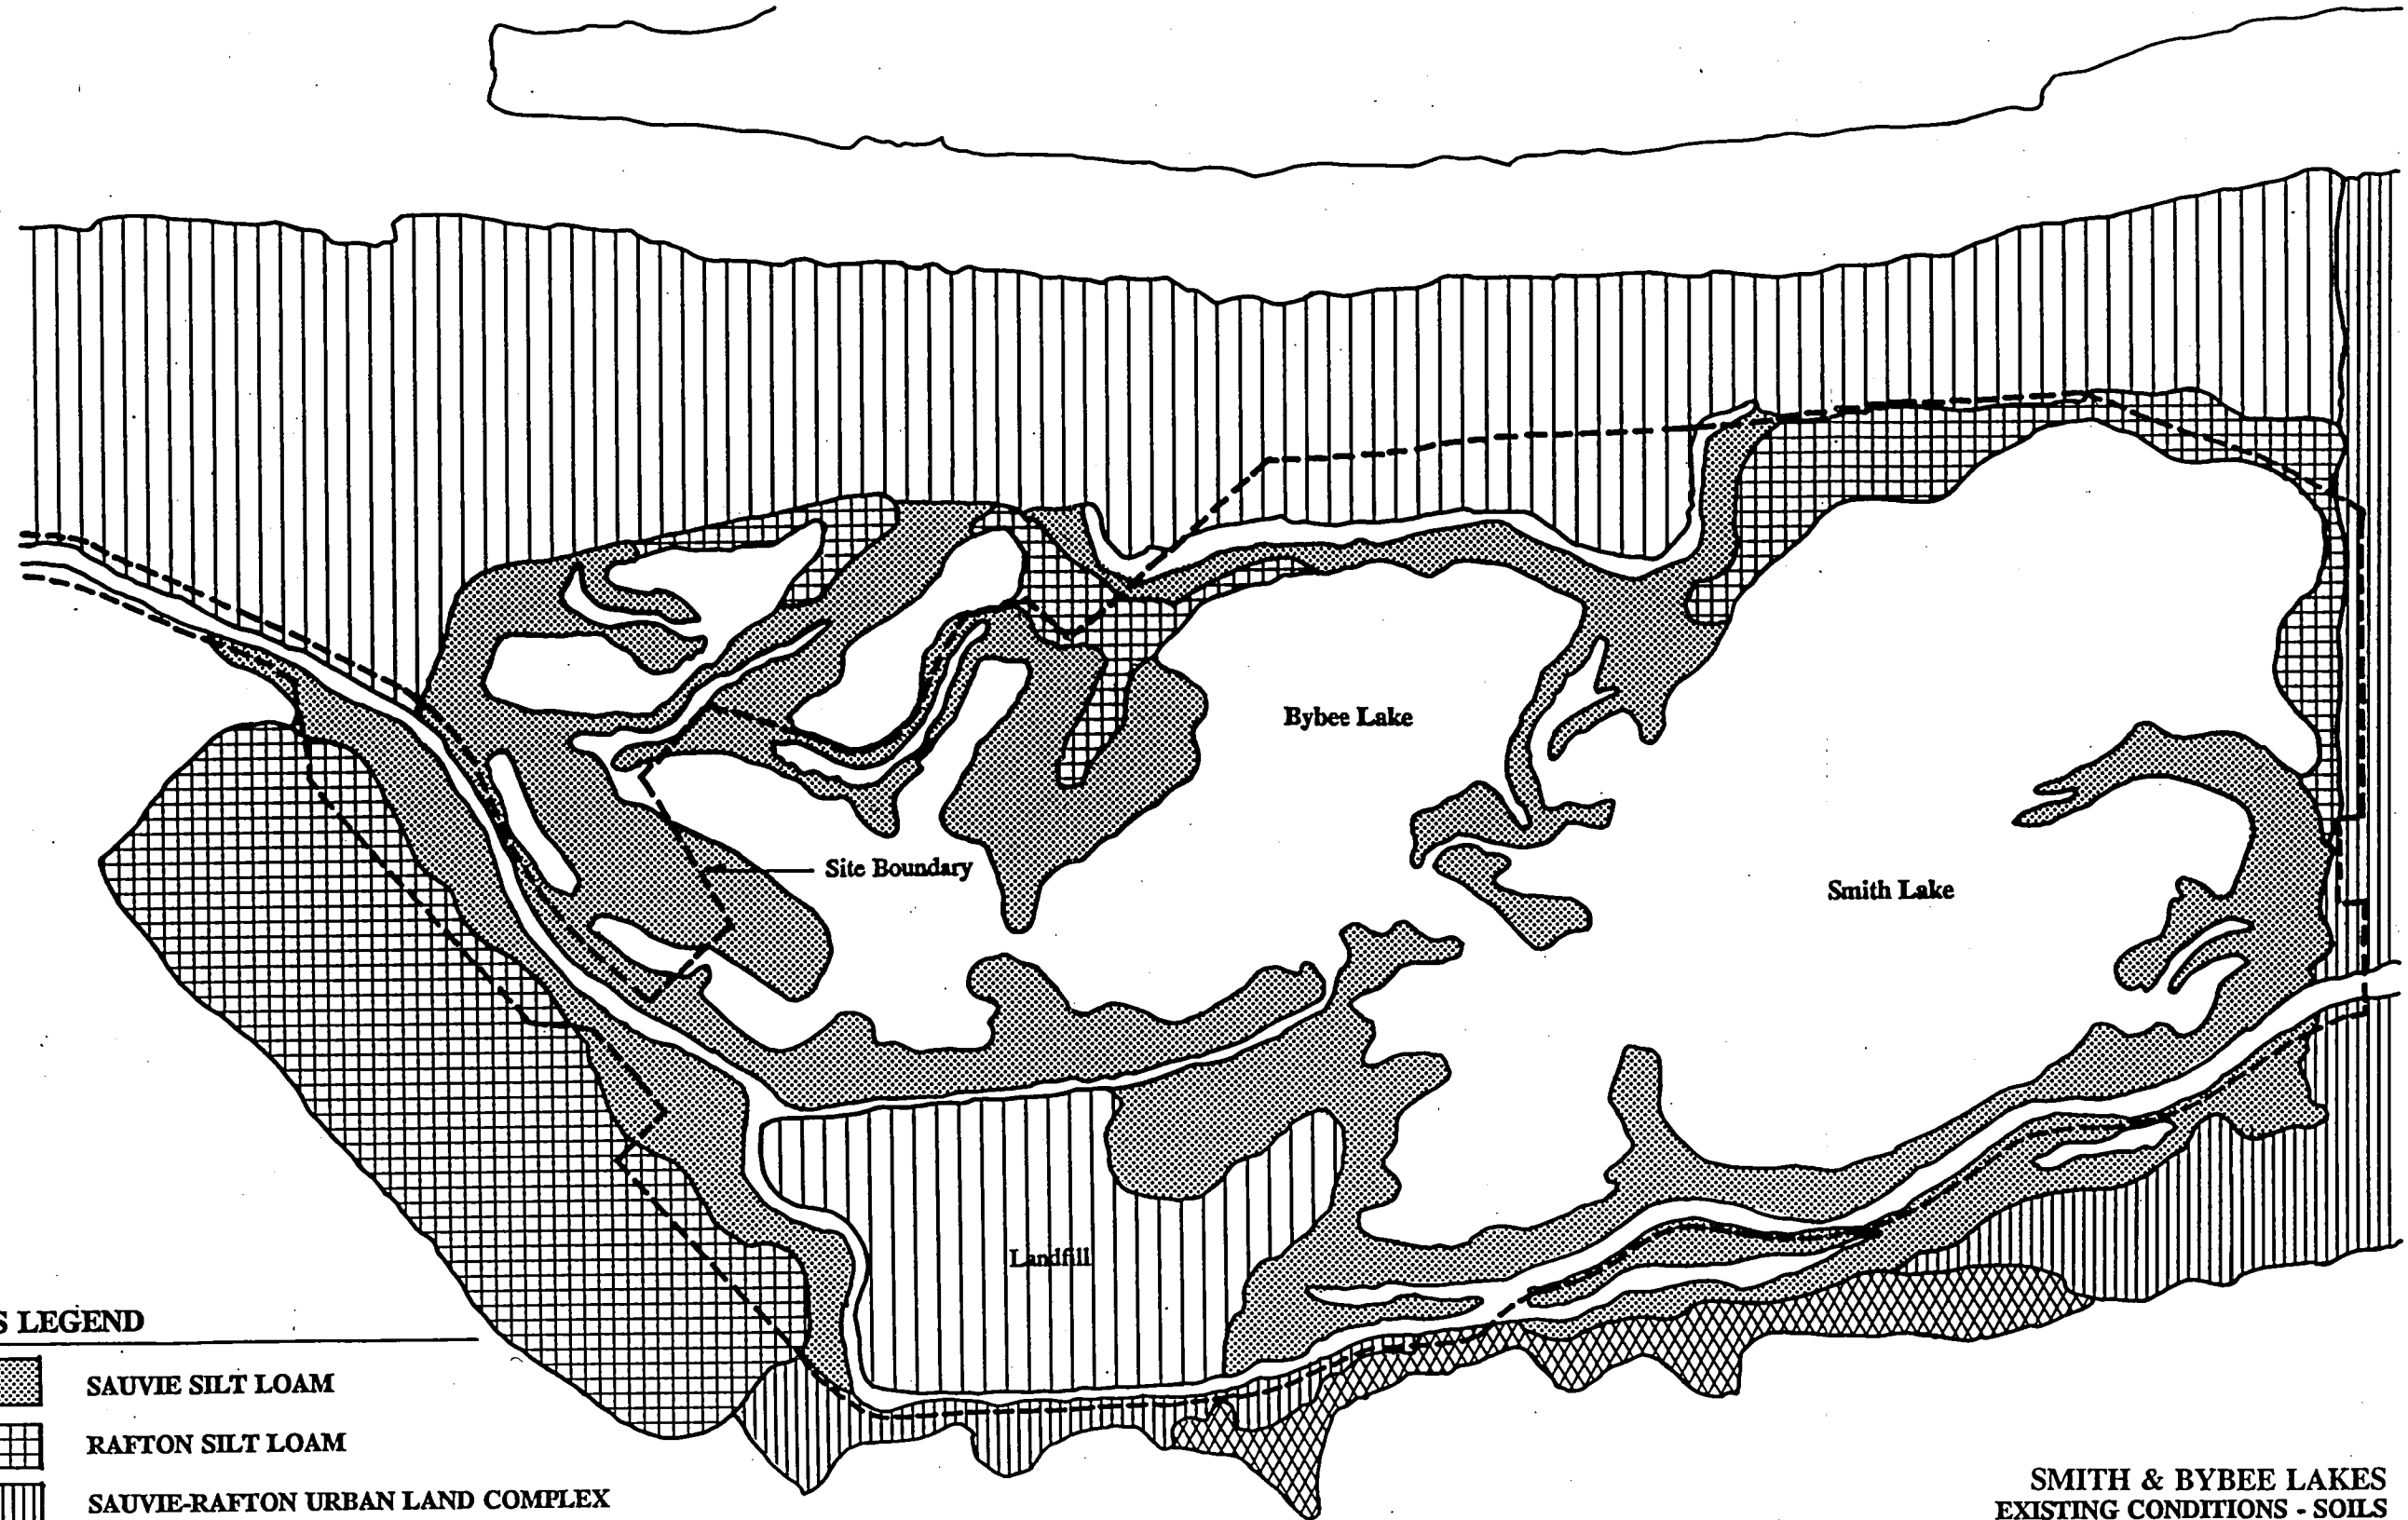 Bybee Lake
Site Boundary
Smith Lake
Landfill
S LEGEND
SAUVIE SILT LOAM
RAFTON SILT LOAM
SAUVIE-RAFTON URBAN LAND COMPLEX
SMITH & BYBEE LAKES
EXISTING CONDITIONS - SOILS